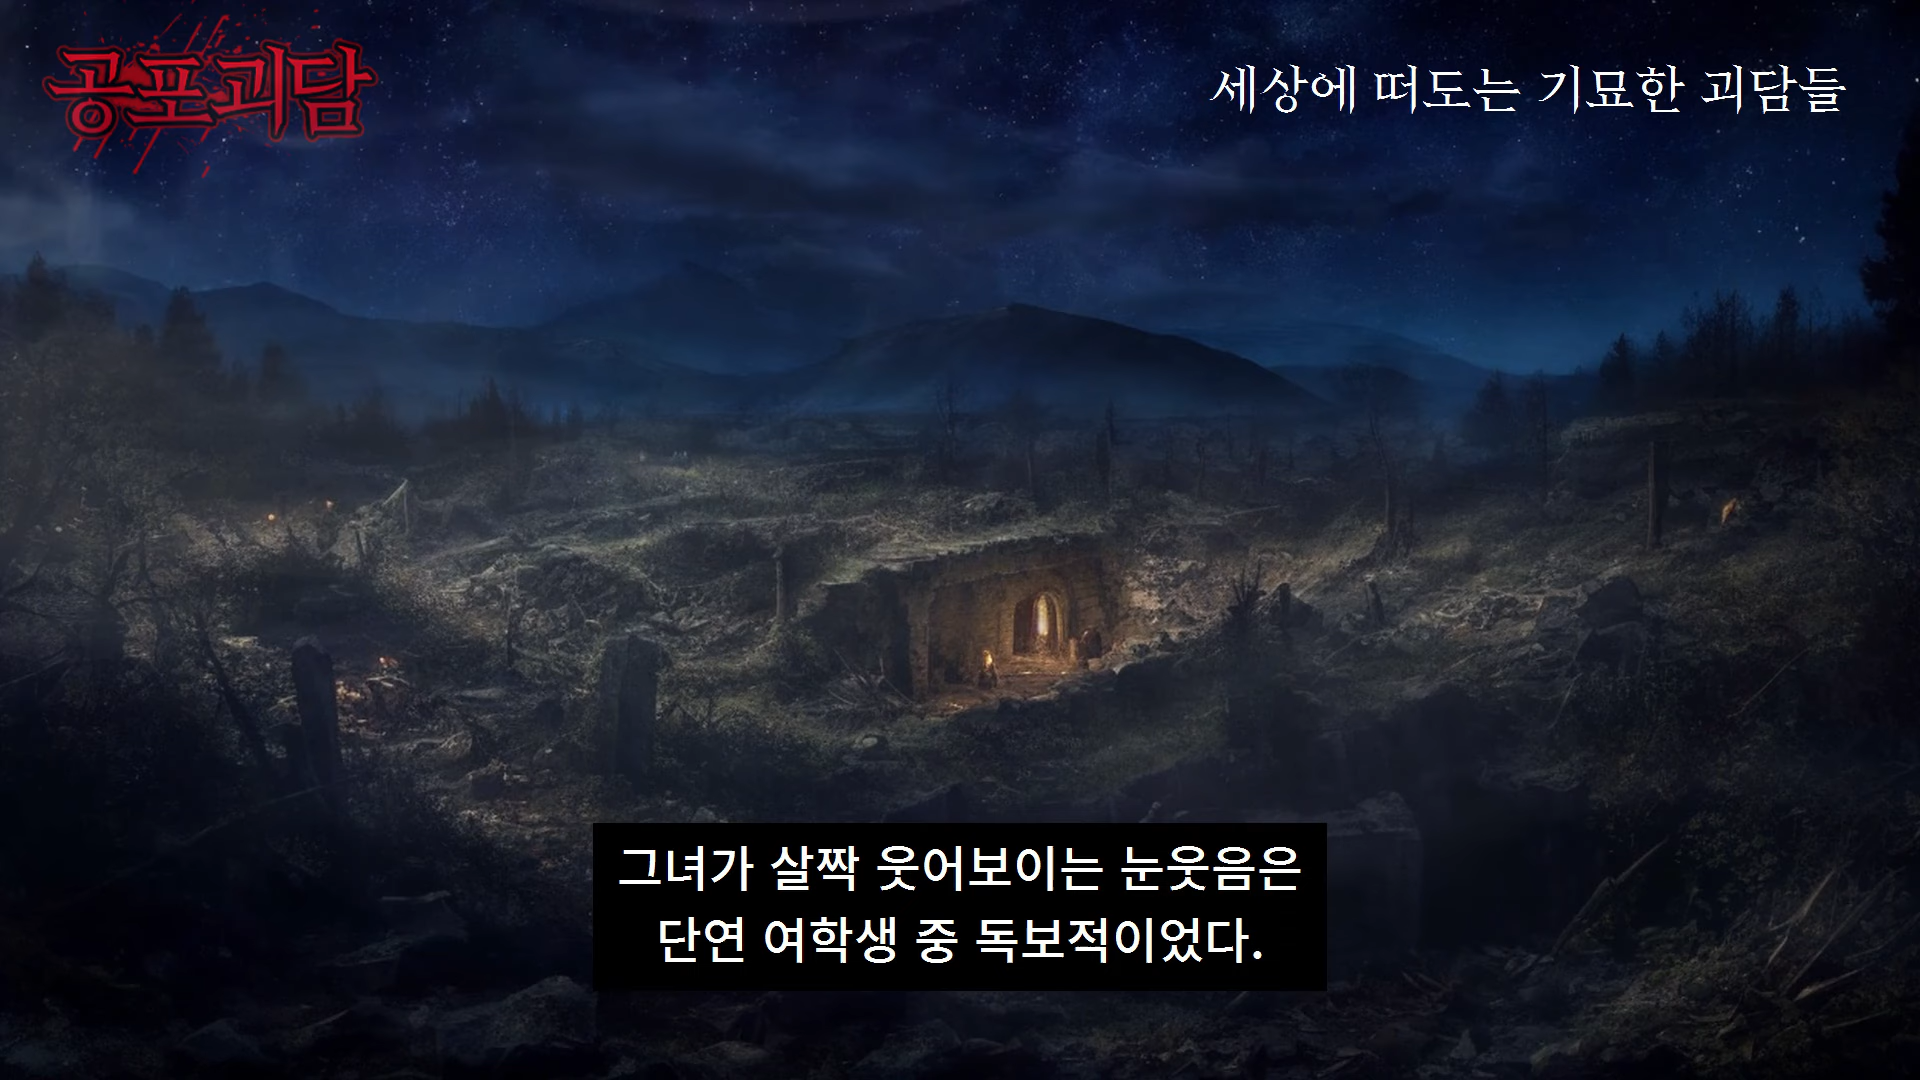 공포괴담
세상에 떠도는 기묘한 괴담들
그녀가 살짝 웃어보이는 눈웃음은
단연 여학생 중 독보적이었다.